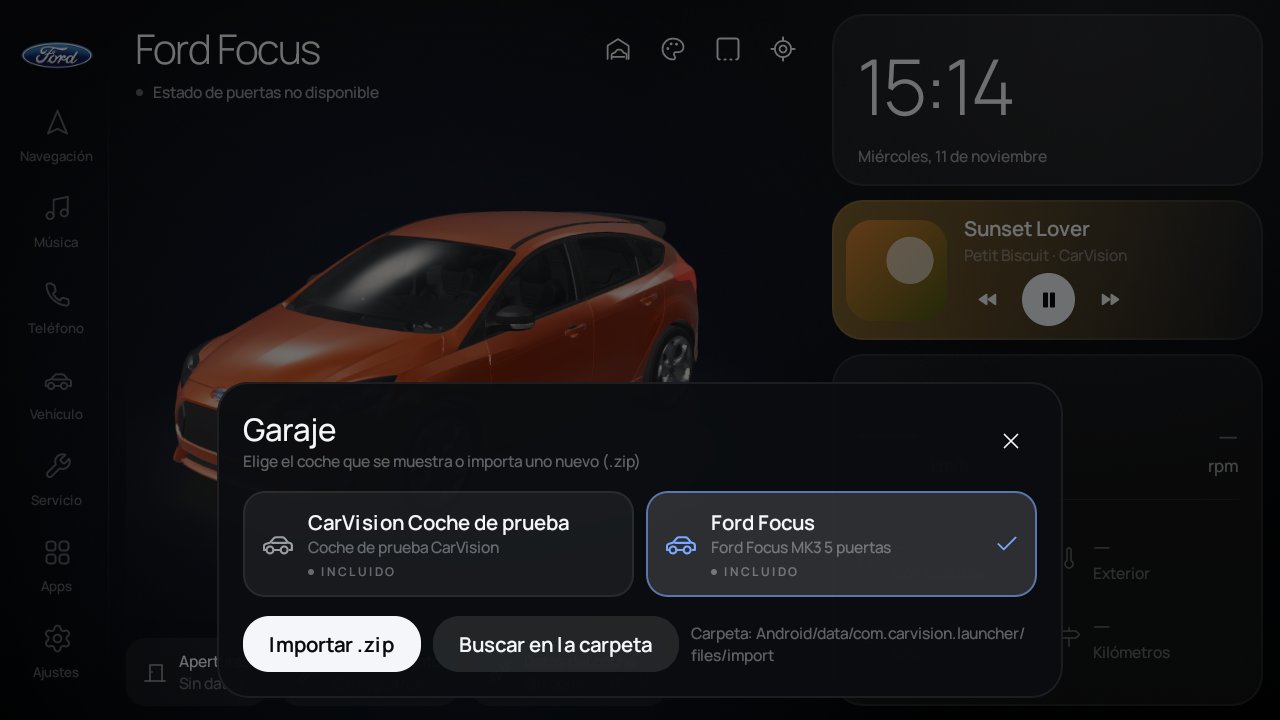 Ford
Ford Focus
Estado de puertas no disponible
Navegación
Música
Teléfono
Vehículo
Servicio
Apps
Ajustes
15:14
Miércoles, 11 de noviembre
Sunset Lover
Petit Biscuit · CarVision
—
rpm
—
Exterior
—
Kilómetros
Garaje
Elige el coche que se muestra o importa uno nuevo (.zip)
CarVision Coche de prueba
Coche de prueba CarVision
INCLUIDO
Ford Focus
Ford Focus MK3 5 puertas
INCLUIDO
Importar .zip
Buscar en la carpeta
Carpeta: Android/data/com.carvision.launcher/
files/import